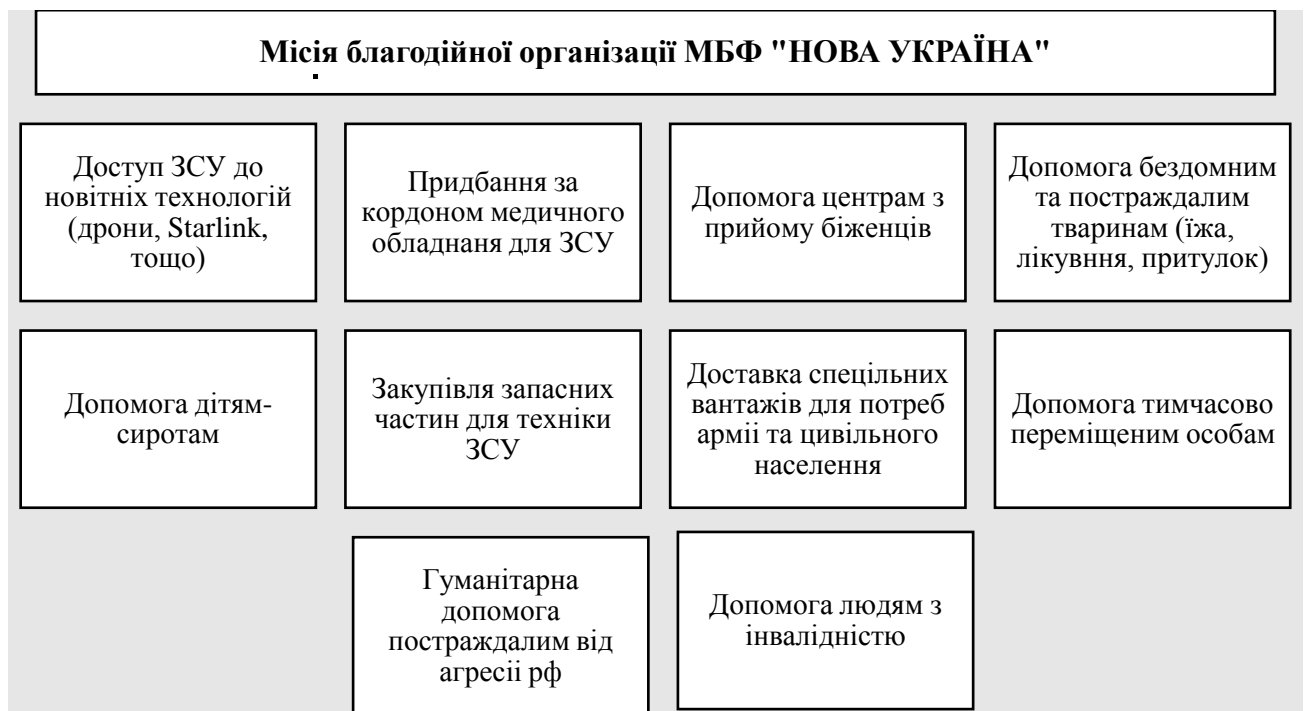 Місія благодійної організації МБФ "НОВА УКРАЇНА"
Доступ ЗСУ до
новітніх технологій
(дрони, Starlink,
тощо)
Придбання за
кордоном медичного
обладнаня для ЗСУ
Допомога центрам з
прийому біженців
Допомога бездомним
та постраждалим
тваринам (їжа,
лікувння, притулок)
Допомога дітям-
сиротам
Закупівля запасних
частин для техніки
ЗСУ
Доставка спецільних
вантажів для потреб
арміі та цивільного
населення
Допомога тимчасово
переміщеним особам
Гуманітарна
допомога
постраждалим від
агресіі рф
Допомога людям з
інвалідністю